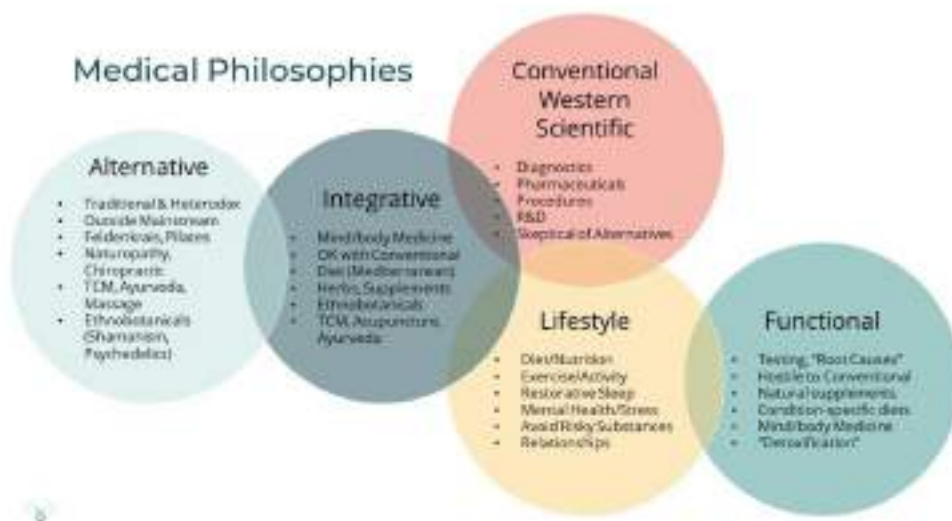 Medical Philosophies
Alternative
• Traditional & Heterodox
• Outside Mainstream
• Feldenkrais, Pilates
• Naturopathy,
Chiropractic
• TCM, Ayurveda,
Massage
• Ethnobotanicals
(Shamanism,
Psychedelics)
Integrative
• Mind/body Medicine
• OK with Conventional
• Diet (Mediterranean)
• Herbs, Supplements
• Ethnobotanicals
• TCM, Acupuncture,
Ayurveda
Conventional
Western
Scientific
• Diagnostics
• Pharmaceuticals
• Procedures
• R&D
• Skeptical of Alternatives
Lifestyle
• Diet/Nutrition
• Exercise/Activity
• Restorative Sleep
• Mental Health/Stress
• Avoid Risky Substances
• Relationships
Functional
• Testing, "Root Causes"
• Hostile to Conventional
• Natural supplements
• Condition-specific diets
• Mind/body Medicine
• "Detoxification"